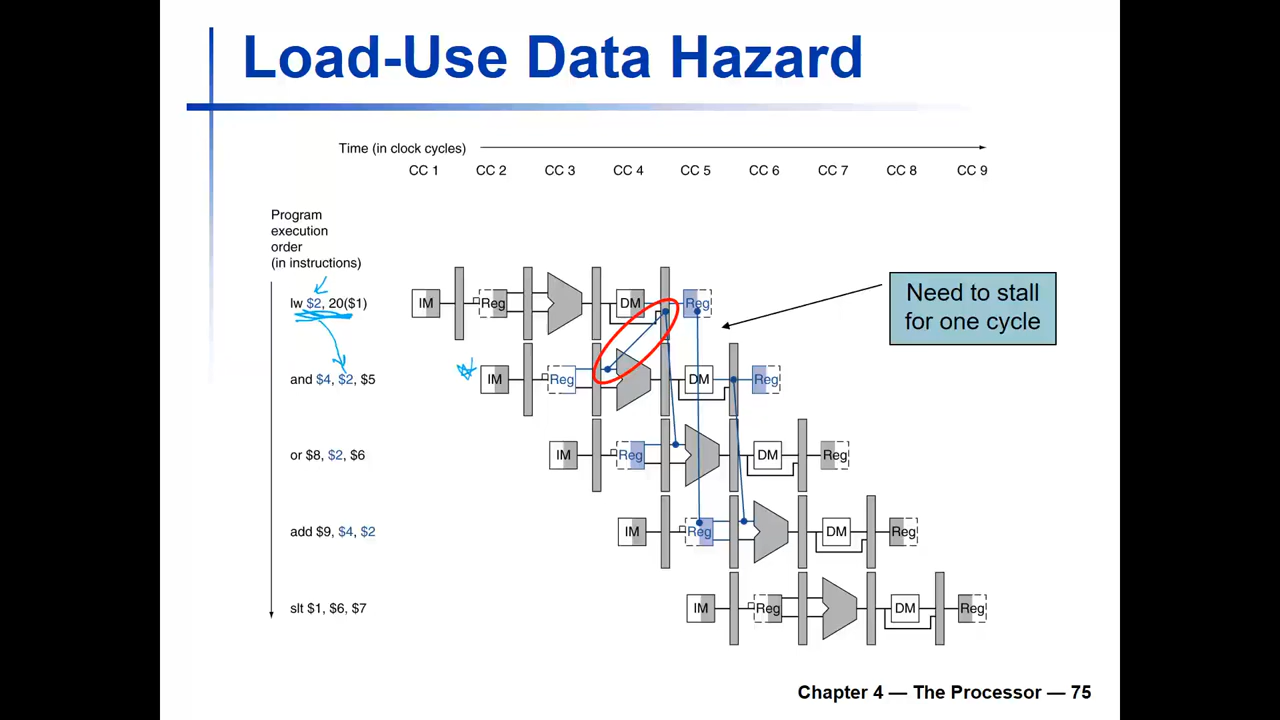 Load-Use Data Hazard
Time (in clock cycles)
CC 1 CC 2 CC 3 CC 4 CC 5 CC 6 CC 7 CC 8 CC 9
Program
execution
order
(in instructions)
Need to stall
for one cycle
lw $2, 20($1) IM Reg DM Reg
and $4, $2, $5 IM Reg DM Reg
or $8, $2, $6 IM Reg DM Reg
add $9, $4, $2 IM Reg DM Reg
slt $1, $6, $7 IM Reg DM Reg
Chapter 4 — The Processor — 75